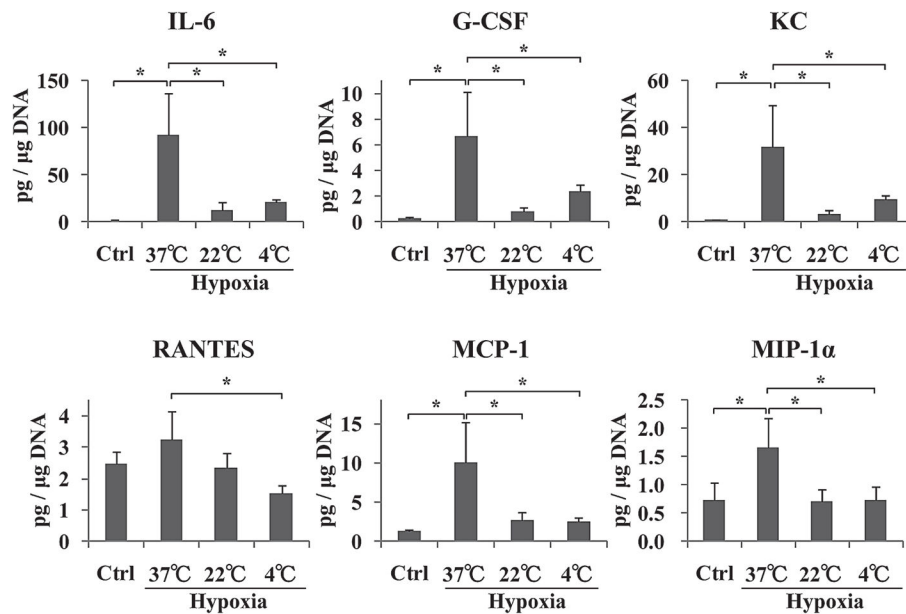 IL-6
*
* *
150
100
50
0
pg / μg DNA
Ctrl 37℃ 22℃ 4℃
Hypoxia
G-CSF
*
* *
10
8
6
4
2
0
pg / μg DNA
Ctrl 37℃ 22℃ 4℃
Hypoxia
KC
*
* *
60
40
20
0
pg / μg DNA
Ctrl 37℃ 22℃ 4℃
Hypoxia
RANTES
*
4
3
2
1
0
pg / μg DNA
Ctrl 37℃ 22℃ 4℃
Hypoxia
MCP-1
*
* *
15
10
5
0
pg / μg DNA
Ctrl 37℃ 22℃ 4℃
Hypoxia
MIP-1α
*
* *
2.5
2.0
1.5
1.0
0.5
0.0
pg / μg DNA
Ctrl 37℃ 22℃ 4℃
Hypoxia